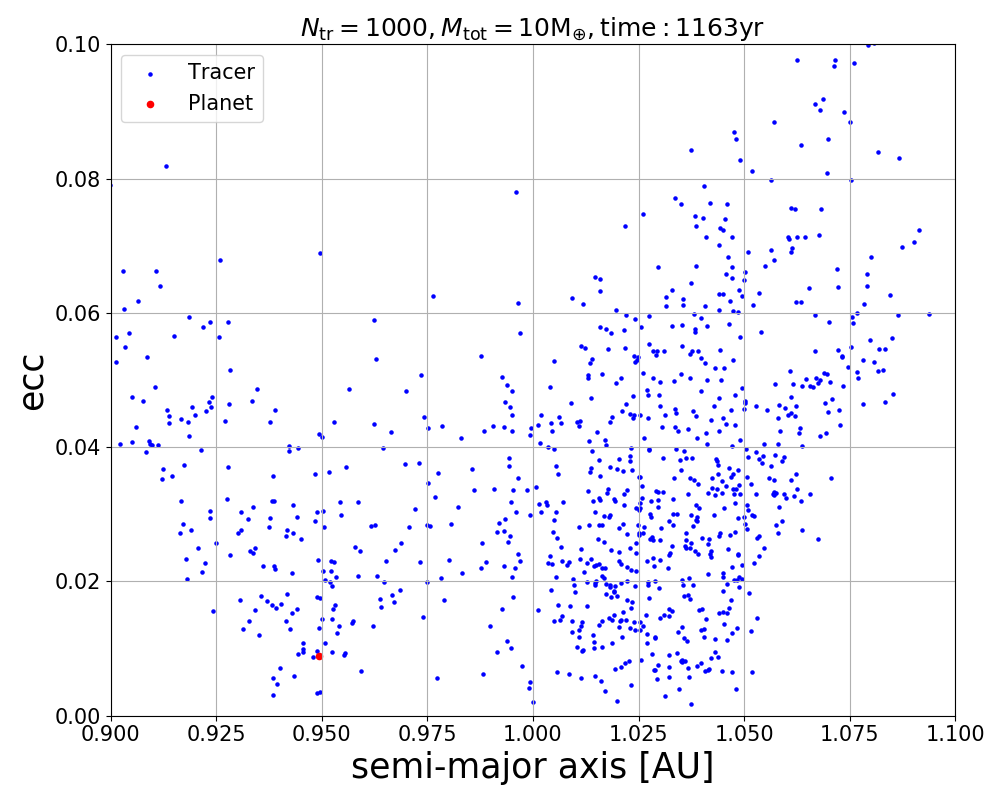 N_tr = 1000, M_tot = 10M_⊕, time : 1163yr
0.10
Tracer
Planet
0.08
0.06
ecc
0.04
0.02
0.00
0.900 0.925 0.950 0.975 1.000 1.025 1.050 1.075 1.100
semi-major axis [AU]